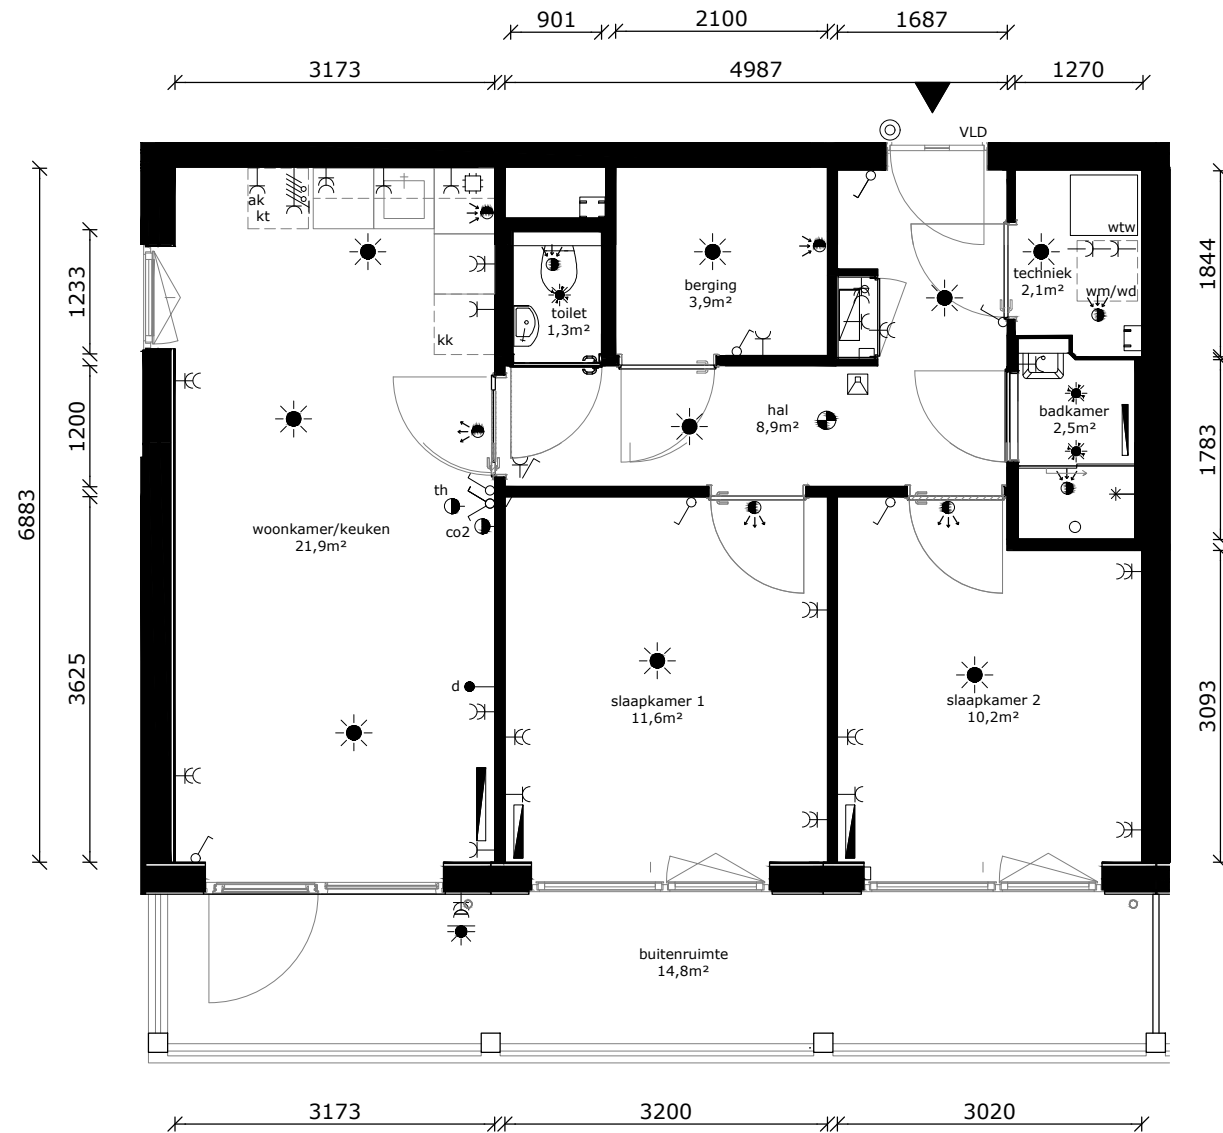 901
2100
1687
3173
4987
1270
VLD
ak
kt
wtw
techniek
2,1m²
wm/wd
berging
3,9m²
toilet
1,3m²
kk
1233
1844
6883
1200
hal
8,9m²
badkamer
2,5m²
1783
th
co2
woonkamer/keuken
21,9m²
3625
d
slaapkamer 1
11,6m²
slaapkamer 2
10,2m²
3093
buitenruimte
14,8m²
3173
3200
3020